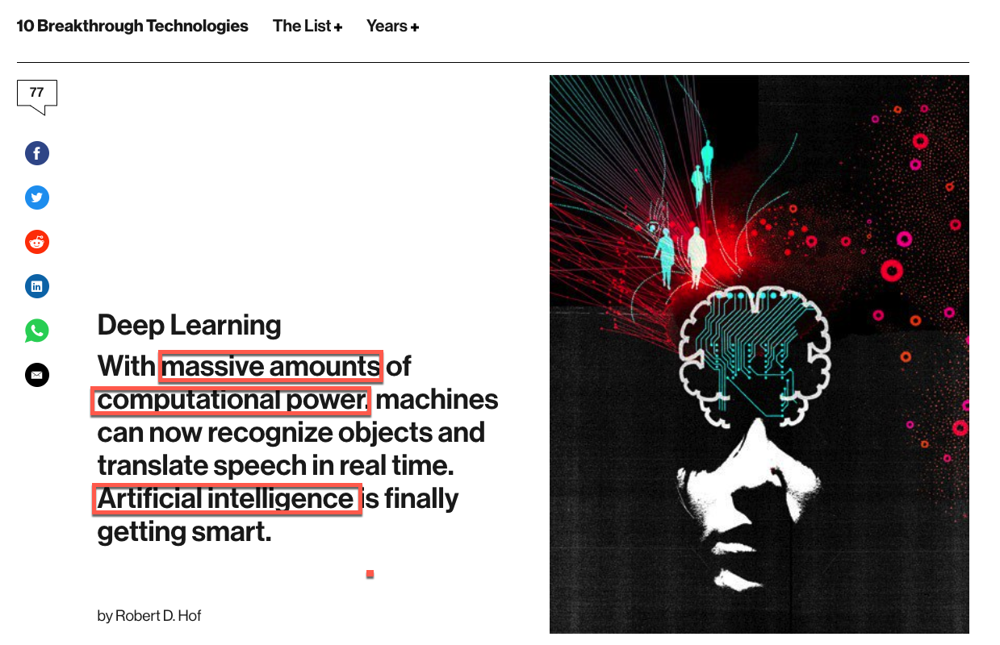 10 Breakthrough Technologies The List + Years +
77
Deep Learning
With massive amounts of
computational power, machines
can now recognize objects and
translate speech in real time.
Artificial intelligence is finally
getting smart.
by Robert D. Hof